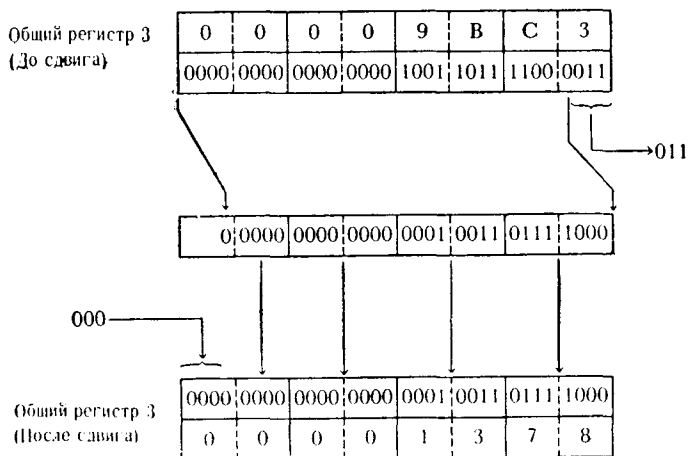 Общий регистр 3
(До сдвига)
0 0 0 0 9 B C 3
0000 0000 0000 0000 1001 1011 1100 0011
011
0 0000 0000 0000 0001 0011 0111 1000
000
0000 0000 0000 0000 0001 0011 0111 1000
Общий регистр 3
(После сдвига)
0 0 0 0 1 3 7 8